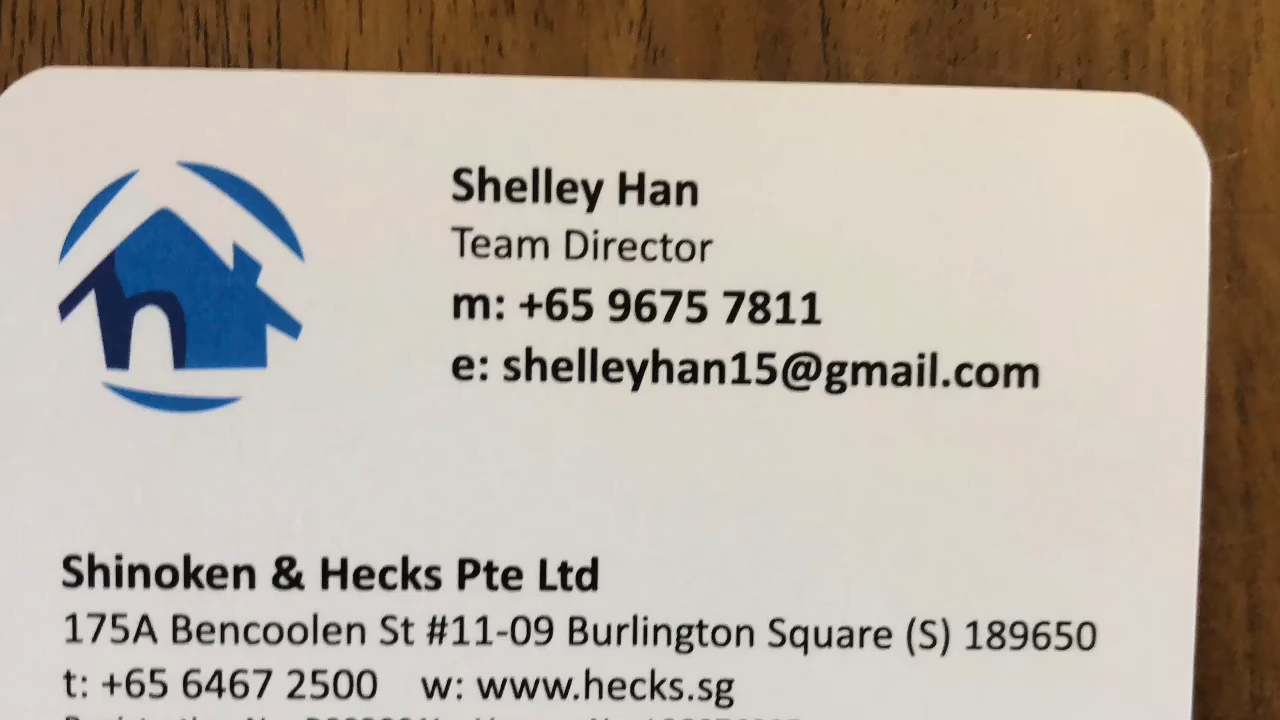 Shelley Han
Team Director
m: +65 9675 7811
e: shelleyhan15@gmail.com
Shinoken & Hecks Pte Ltd
175A Bencoolen St #11-09 Burlington Square (S) 189650
t: +65 6467 2500 w: www.hecks.sg